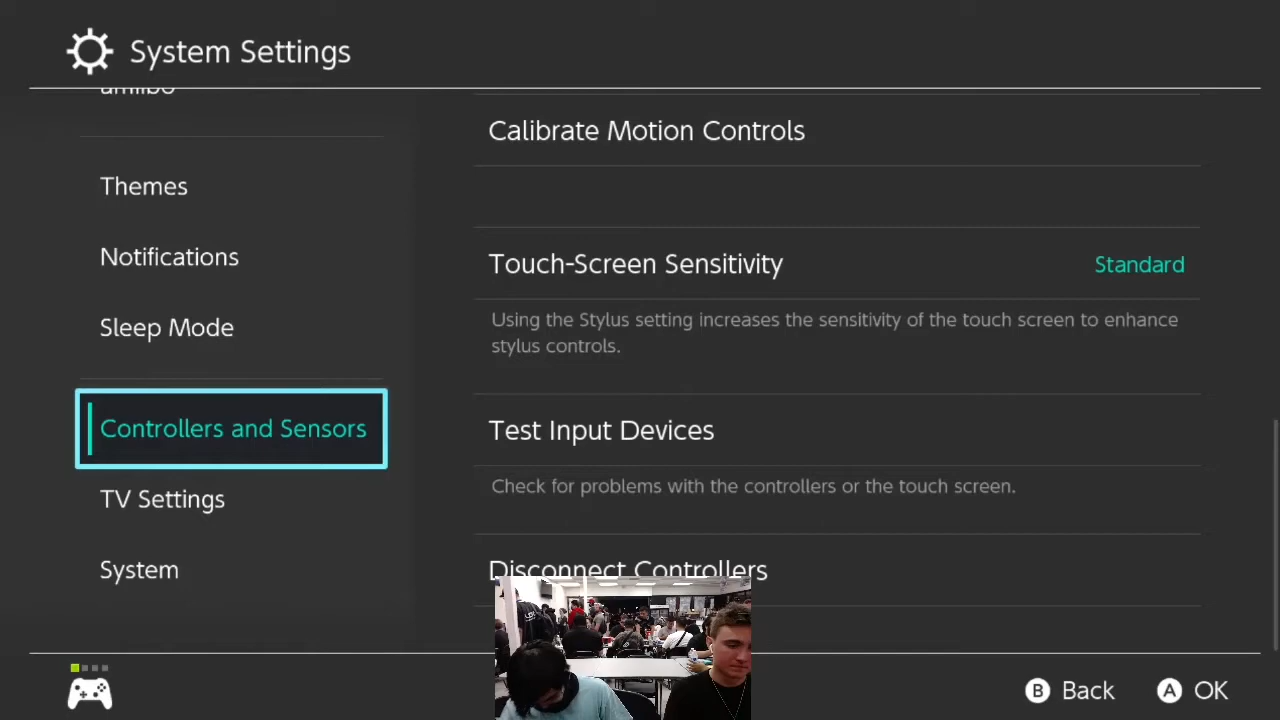 System Settings
amiibo
Themes
Notifications
Sleep Mode
Controllers and Sensors
TV Settings
System
Calibrate Motion Controls
Touch-Screen Sensitivity Standard
Using the Stylus setting increases the sensitivity of the touch screen to enhance
stylus controls.
Test Input Devices
Check for problems with the controllers or the touch screen.
Disconnect Controllers
B Back A OK